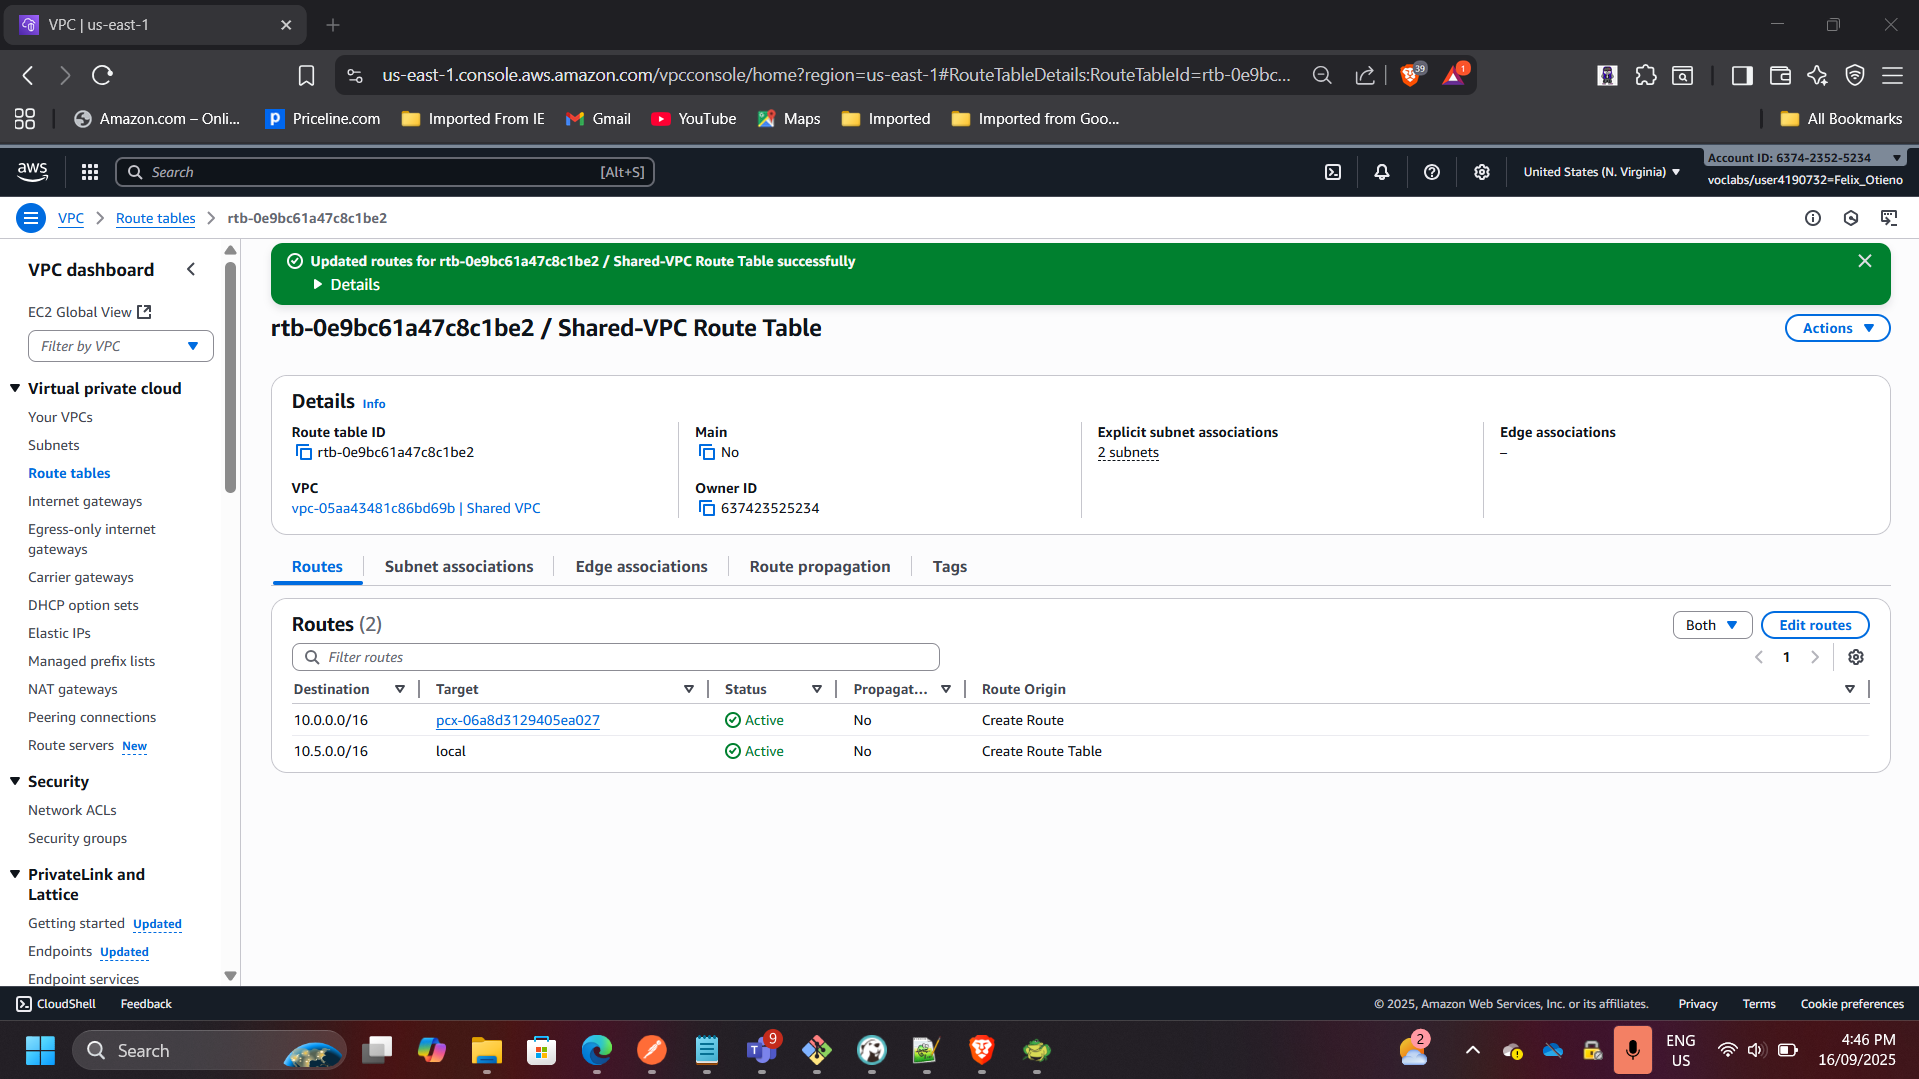 VPC | us-east-1
us-east-1.console.aws.amazon.com/vpcconsole/home?region=us-east-1#RouteTableDetails:RouteTableId=rtb-0e9bc...
39
1
Amazon.com – Onli...
Priceline.com
Imported From IE
Gmail
YouTube
Maps
Imported
Imported from Goo...
All Bookmarks
aws
Search
[Alt+S]
United States (N. Virginia)
Account ID: 6374-2352-5234
voclabs/user4190732=Felix_Otieno
VPC
Route tables
rtb-0e9bc61a47c8c1be2
VPC dashboard
EC2 Global View
Filter by VPC
Virtual private cloud
Your VPCs
Subnets
Route tables
Internet gateways
Egress-only internet
gateways
Carrier gateways
DHCP option sets
Elastic IPs
Managed prefix lists
NAT gateways
Peering connections
Route servers New
Security
Network ACLs
Security groups
PrivateLink and
Lattice
Getting started Updated
Endpoints Updated
Endpoint services
Updated routes for rtb-0e9bc61a47c8c1be2 / Shared-VPC Route Table successfully
Details
rtb-0e9bc61a47c8c1be2 / Shared-VPC Route Table
Actions
Details Info
Route table ID
rtb-0e9bc61a47c8c1be2
Main
No
Explicit subnet associations
2 subnets
Edge associations
–
VPC
vpc-05aa43481c86bd69b | Shared VPC
Owner ID
637423525234
Routes
Subnet associations
Edge associations
Route propagation
Tags
Routes (2)
Both
Edit routes
Filter routes
1
Destination Target Status Propagat... Route Origin
10.0.0.0/16 pcx-06a8d3129405ea027 Active No Create Route
10.5.0.0/16 local Active No Create Route Table
CloudShell
Feedback
© 2025, Amazon Web Services, Inc. or its affiliates.
Privacy
Terms
Cookie preferences
Search
9
2
ENG
US
4:46 PM
16/09/2025